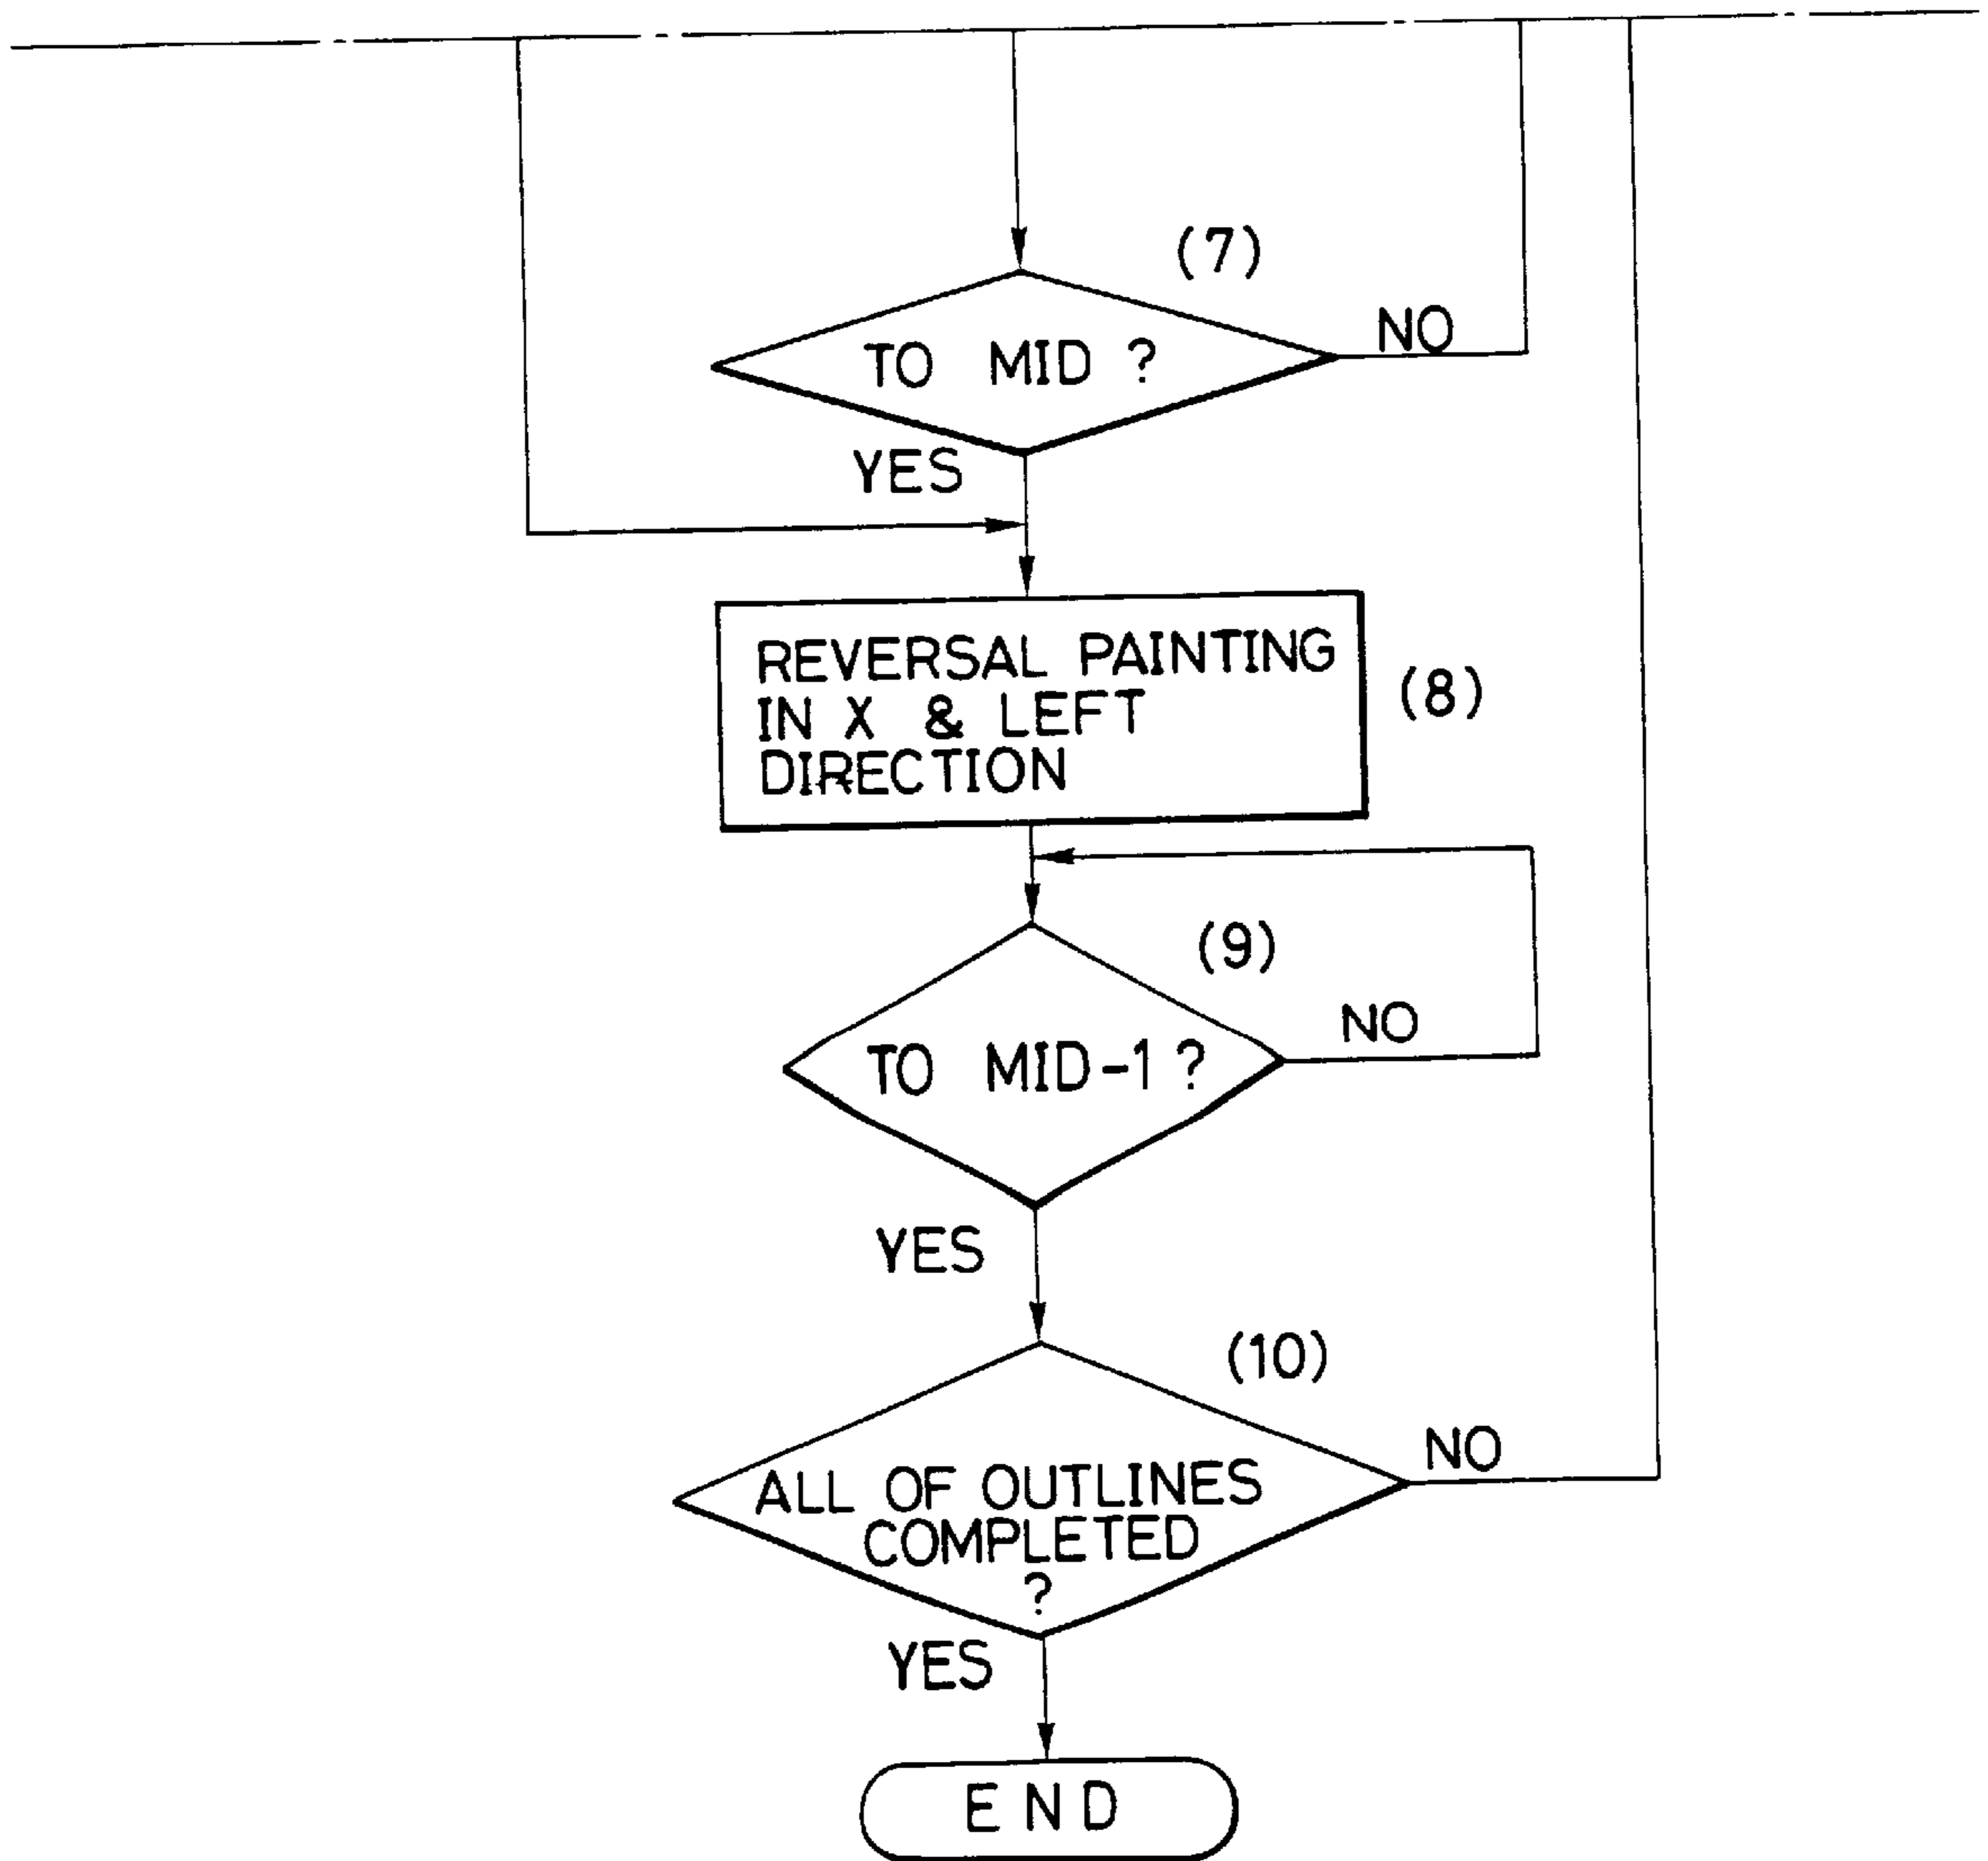 (7)
TO MID ?
NO
YES
REVERSAL PAINTING
IN X & LEFT
DIRECTION
(8)
(9)
TO MID-1 ?
NO
YES
(10)
ALL OF OUTLINES
COMPLETED
?
NO
YES
END